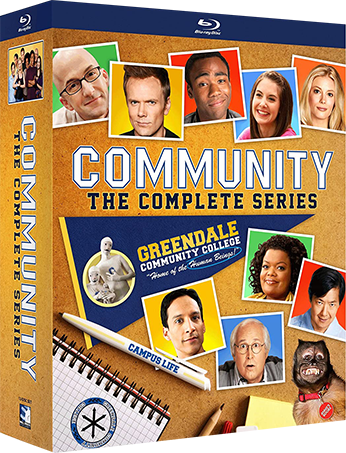 Blu-ray Disc
COMMUNITY
THE COMPLETE SERIES
COMMUNITY
THE COMPLETE SERIES
GREENDALE
COMMUNITY COLLEGE
"Home of the Human Beings!"
CAMPUS LIFE